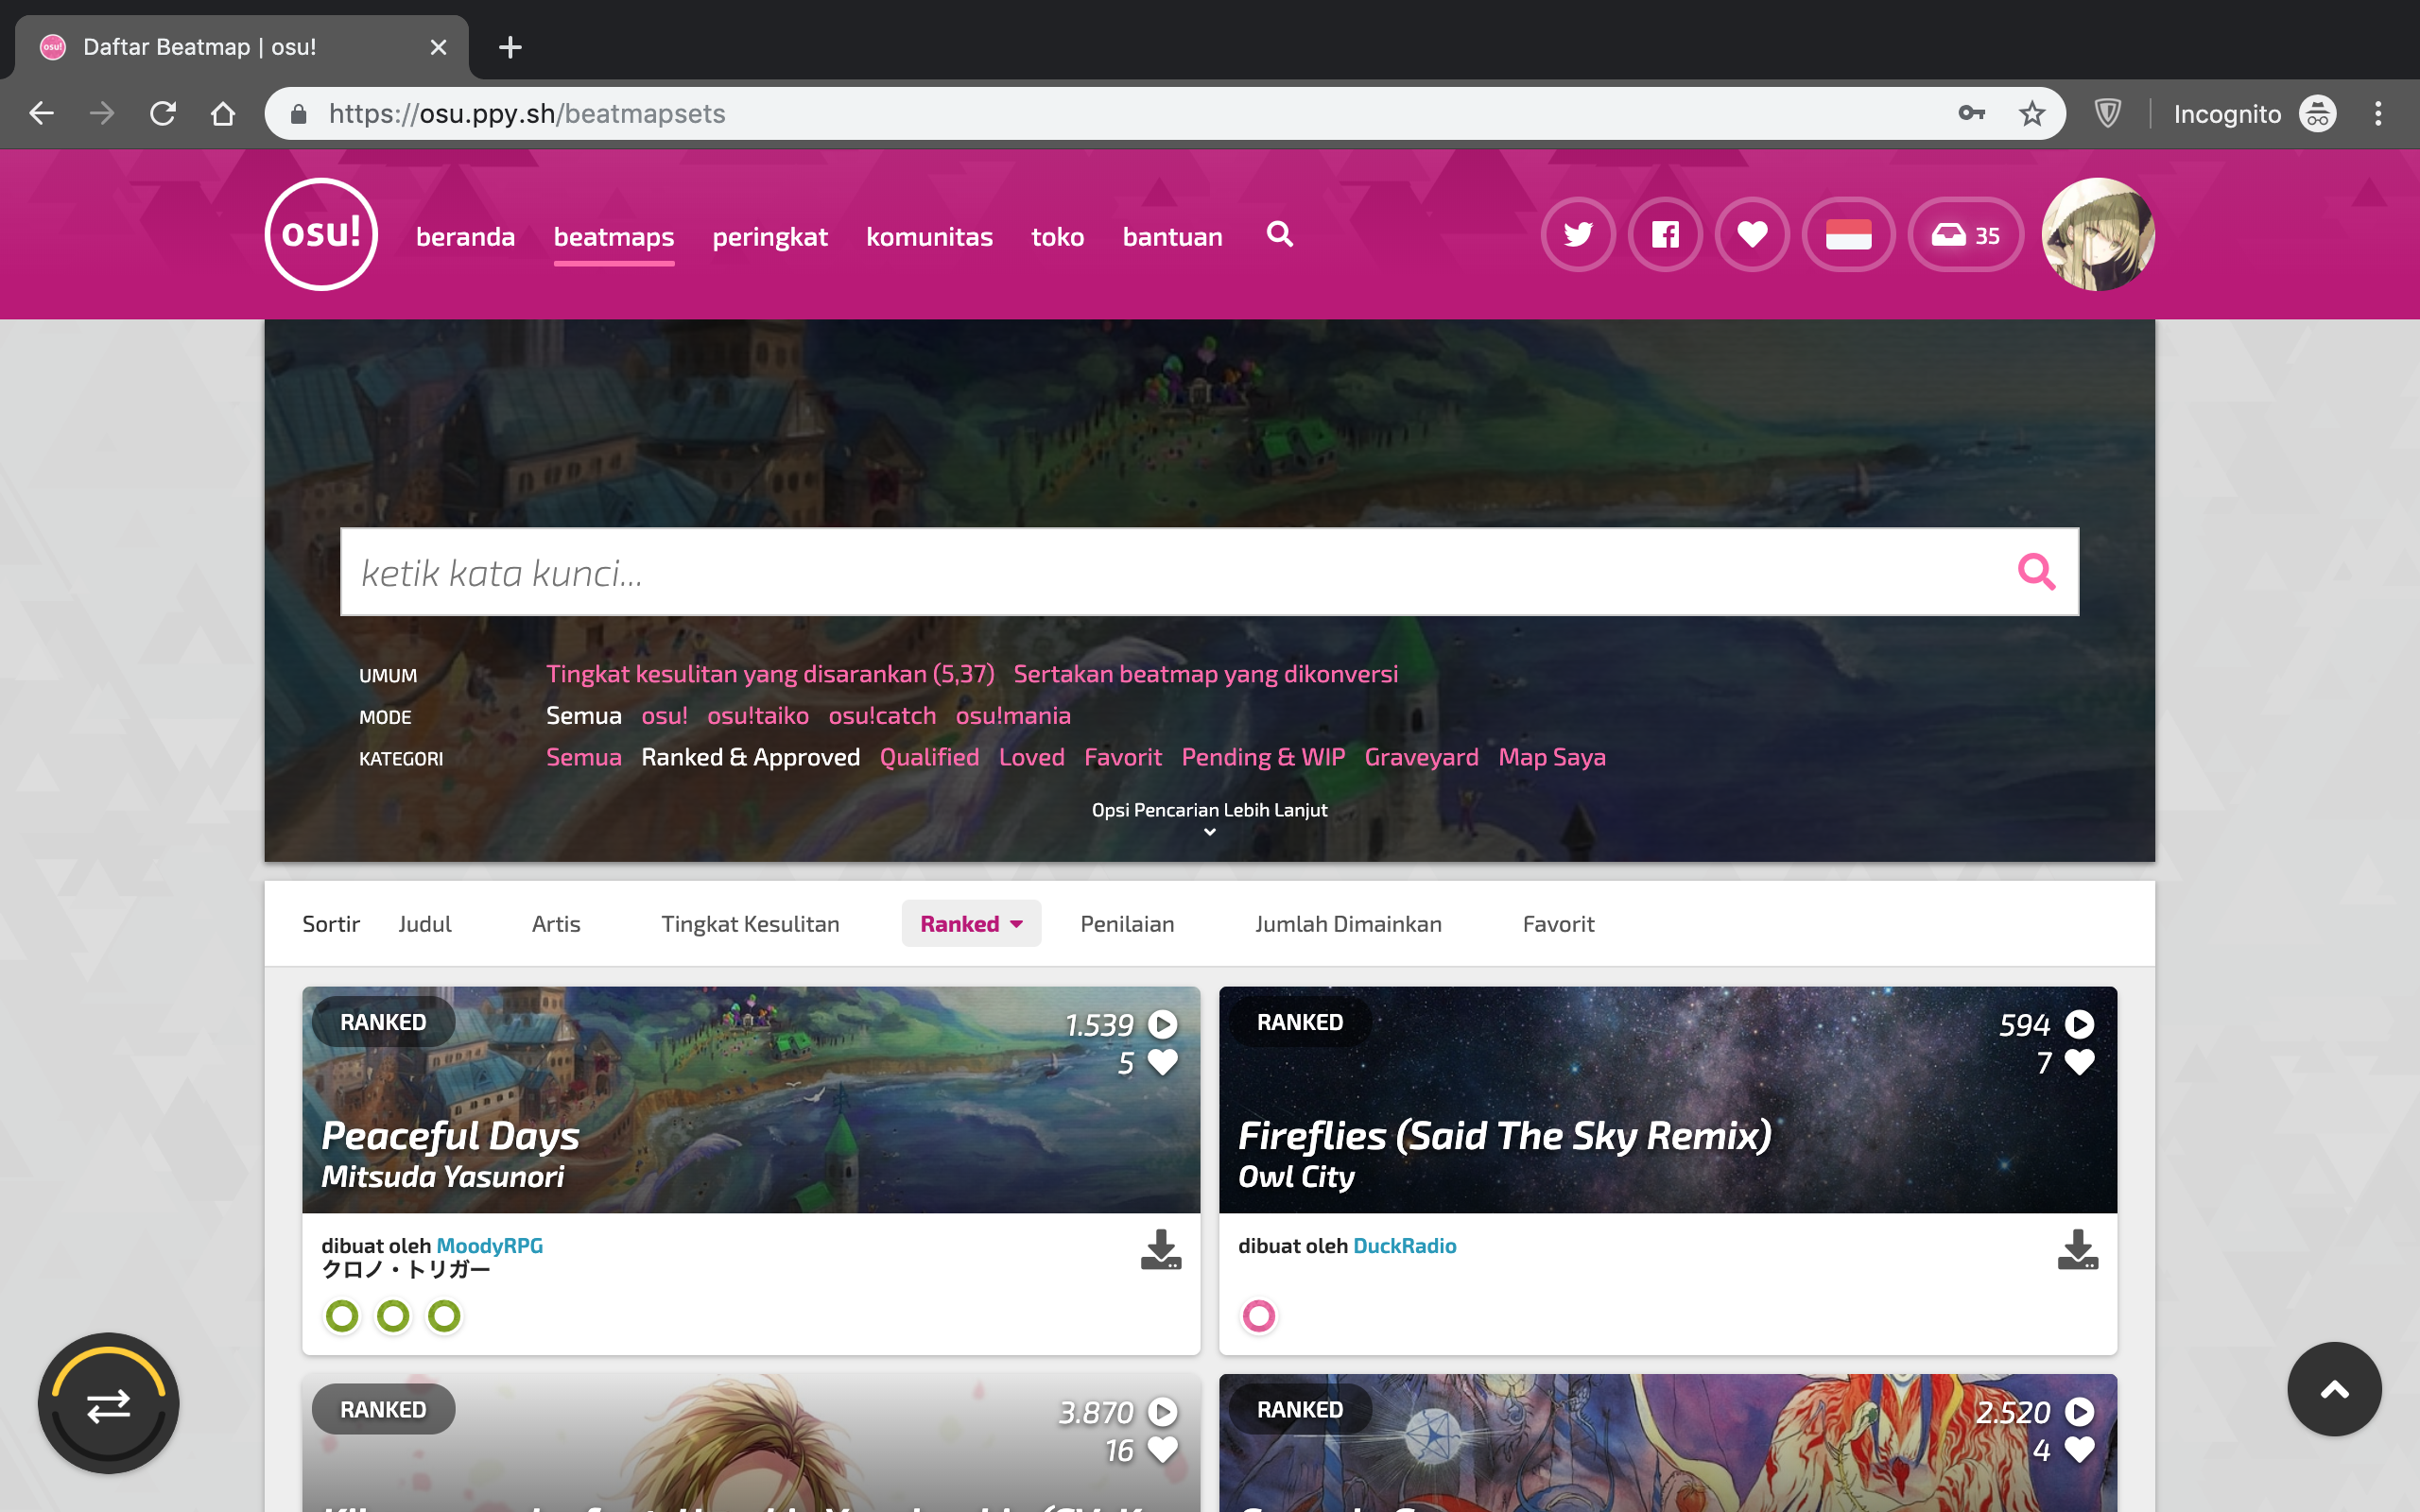 Daftar Beatmap | osu!
https://osu.ppy.sh/beatmapsets
Incognito
osu! beranda beatmaps peringkat komunitas toko bantuan 35
ketik kata kunci...
UMUM Tingkat kesulitan yang disarankan (5,37) Sertakan beatmap yang dikonversi
MODE Semua osu! osu!taiko osu!catch osu!mania
KATEGORI Semua Ranked & Approved Qualified Loved Favorit Pending & WIP Graveyard Map Saya
Opsi Pencarian Lebih Lanjut
Sortir Judul Artis Tingkat Kesulitan Ranked Penilaian Jumlah Dimainkan Favorit
RANKED 1.539
5
Peaceful Days
Mitsuda Yasunori
dibuat oleh MoodyRPG
クロノ・トリガー
RANKED 594
7
Fireflies (Said The Sky Remix)
Owl City
dibuat oleh DuckRadio
RANKED 3.870
16
RANKED 2.520
4